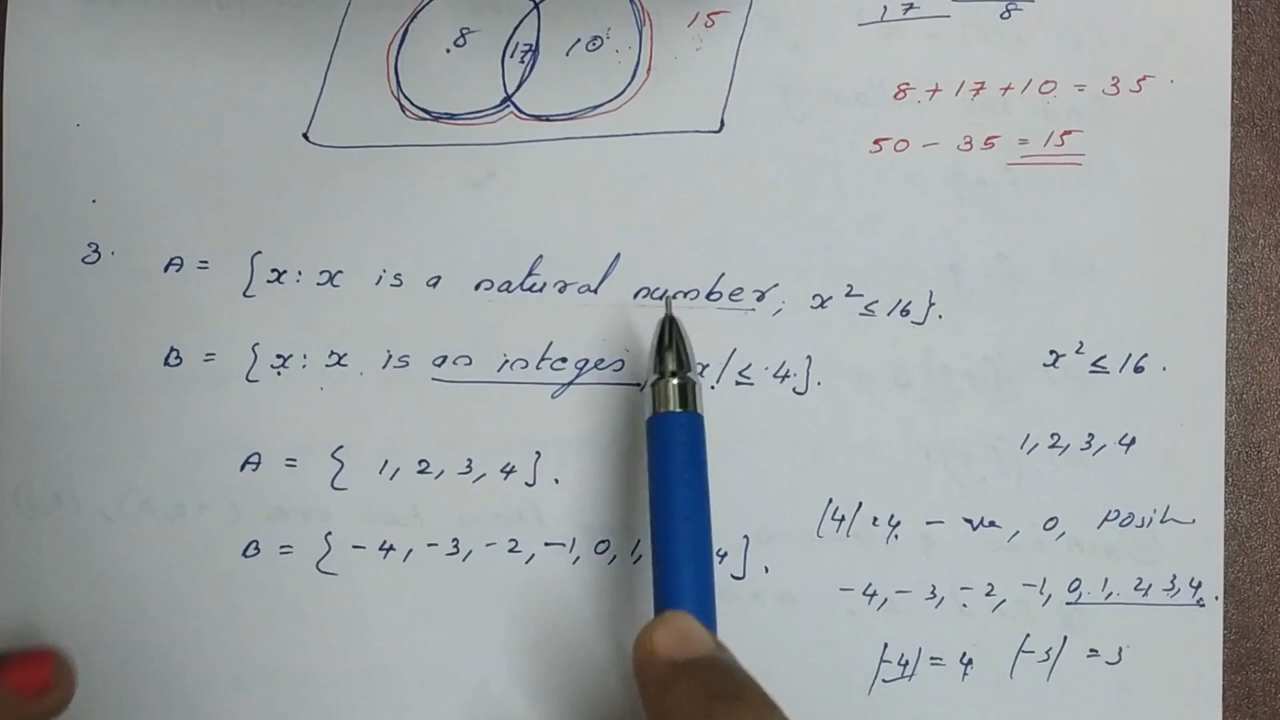 8 17 10 15
17 8
8+17+10 = 35
50 - 35 = 15
3. A = {x : x is a natural number; x² ≤ 16}.
B = {x : x is an integer, x| ≤ 4}.
x² ≤ 16.
1, 2, 3, 4
A = { 1, 2, 3, 4}.
|4| = 4. - ve, 0,
B = { -4, -3, -2, -1, 0, 1, 4}.
-4, -3, -2, -1, 0, 1, 2, 3, 4.
|-4| = 4 |-3| = 3